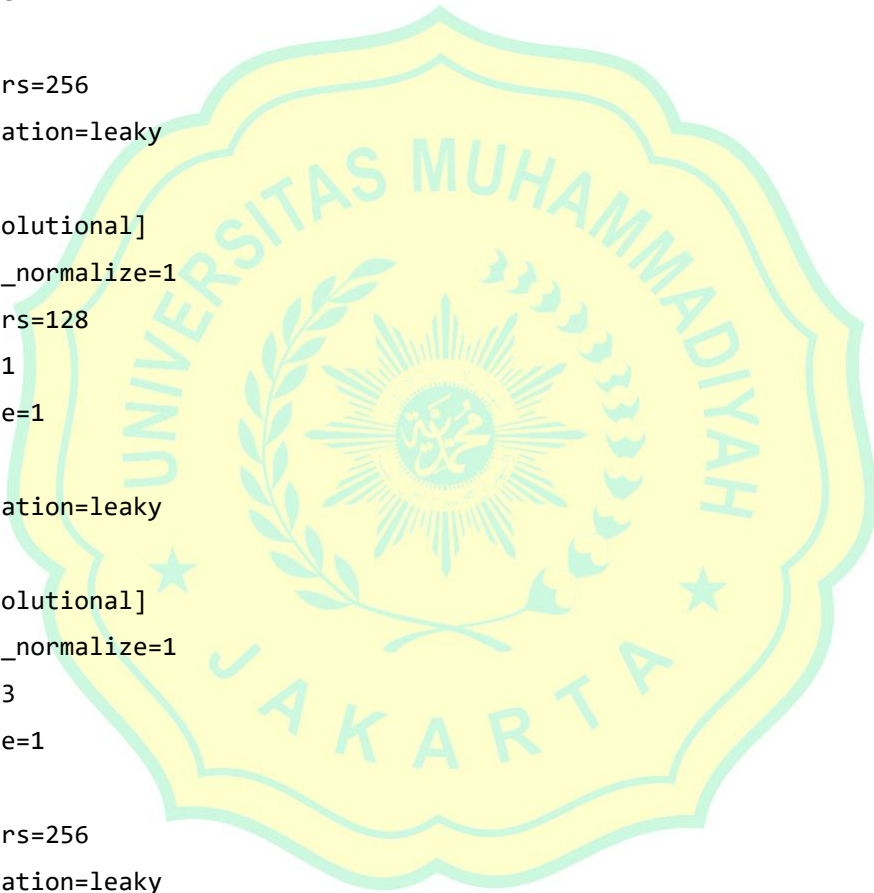 rs=256
ation=leaky
olutional]
_normalize=1
rs=128
1
e=1
ation=leaky
olutional]
_normalize=1
3
e=1
rs=256
ation=leaky
UNIVERSITAS MUHAMMADIYAH
JAKARTA